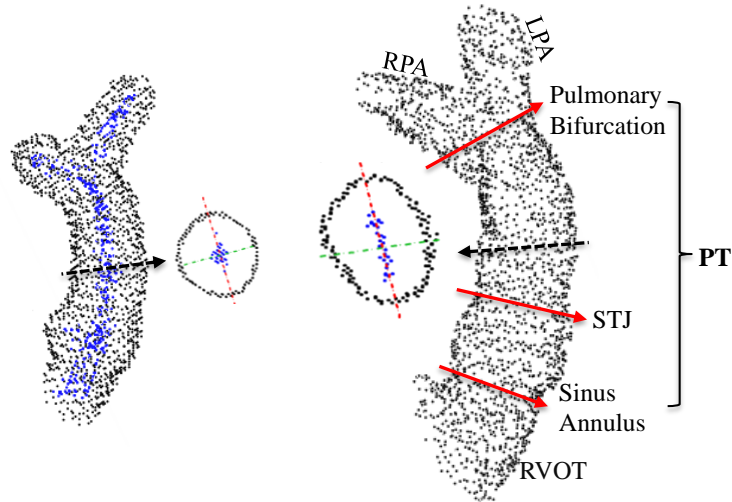 LPA
RPA
Pulmonary
Bifurcation
PT
STJ
Sinus
Annulus
RVOT